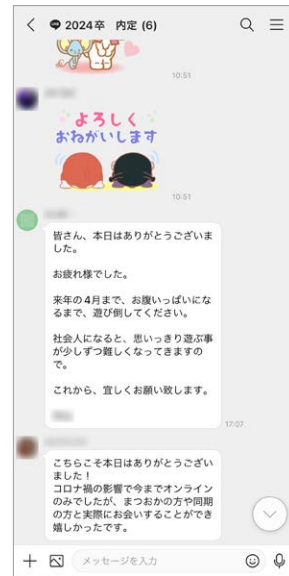 2024卒 内定 (6)
10:51
よろしく
おねがいします
10:51
皆さん、本日はありがとうございま
した。
お疲れ様でした。
来年の4月まで、お腹いっぱいにな
るまで、遊び倒してください。
社会人になると、思いっきり遊ぶ事
が少しずつ難しくなってきますの
で。
これから、宜しくお願い致します。
17:07
こちらこそ本日はありがとうござい
ました！
コロナ禍の影響で今までオンライン
のみでしたが、まつおかの方や同期
の方と実際にお会いすることができ
嬉しかったです。
メッセージを入力